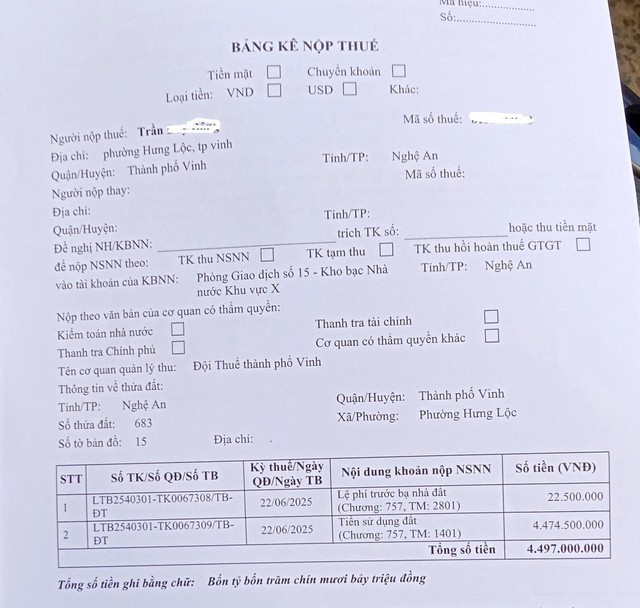 Mã hiệu:
Số:
BẢNG KÊ NỘP THUẾ
Tiền mặt Chuyển khoản
Loại tiền: VND USD Khác:
Người nộp thuế: Trần Mã số thuế:
Địa chỉ: phường Hưng Lộc, tp vinh
Quận/Huyện: Thành phố Vinh Tỉnh/TP: Nghệ An
Người nộp thay: Mã số thuế:
Địa chỉ:
Quận/Huyện: Tỉnh/TP:
Đề nghị NH/KBNN: trích TK số: hoặc thu tiền mặt
để nộp NSNN theo: TK thu NSNN TK tạm thu TK thu hồi hoàn thuế GTGT
vào tài khoản của KBNN: Phòng Giao dịch số 15 - Kho bạc Nhà Tỉnh/TP: Nghệ An
nước Khu vực X
Nộp theo văn bản của cơ quan có thẩm quyền:
Kiểm toán nhà nước Thanh tra tài chính
Thanh tra Chính phủ Cơ quan có thẩm quyền khác
Tên cơ quan quản lý thu: Đội Thuế thành phố Vinh
Thông tin về thửa đất:
Tỉnh/TP: Nghệ An Quận/Huyện: Thành phố Vinh
Số thửa đất: 683 Xã/Phường: Phường Hưng Lộc
Số tờ bản đồ: 15 Địa chỉ: .
STT Số TK/Số QĐ/Số TB Kỳ thuế/Ngày QĐ/Ngày TB Nội dung khoản nộp NSNN Số tiền (VNĐ)
1 LTB2540301-TK0067308/TB-ĐT 22/06/2025 Lệ phí trước bạ nhà đất (Chương: 757, TM: 2801) 22.500.000
2 LTB2540301-TK0067309/TB-ĐT 22/06/2025 Tiền sử dụng đất (Chương: 757, TM: 1401) 4.474.500.000
Tổng số tiền 4.497.000.000
Tổng số tiền ghi bằng chữ: Bốn tỷ bốn trăm chín mươi bảy triệu đồng